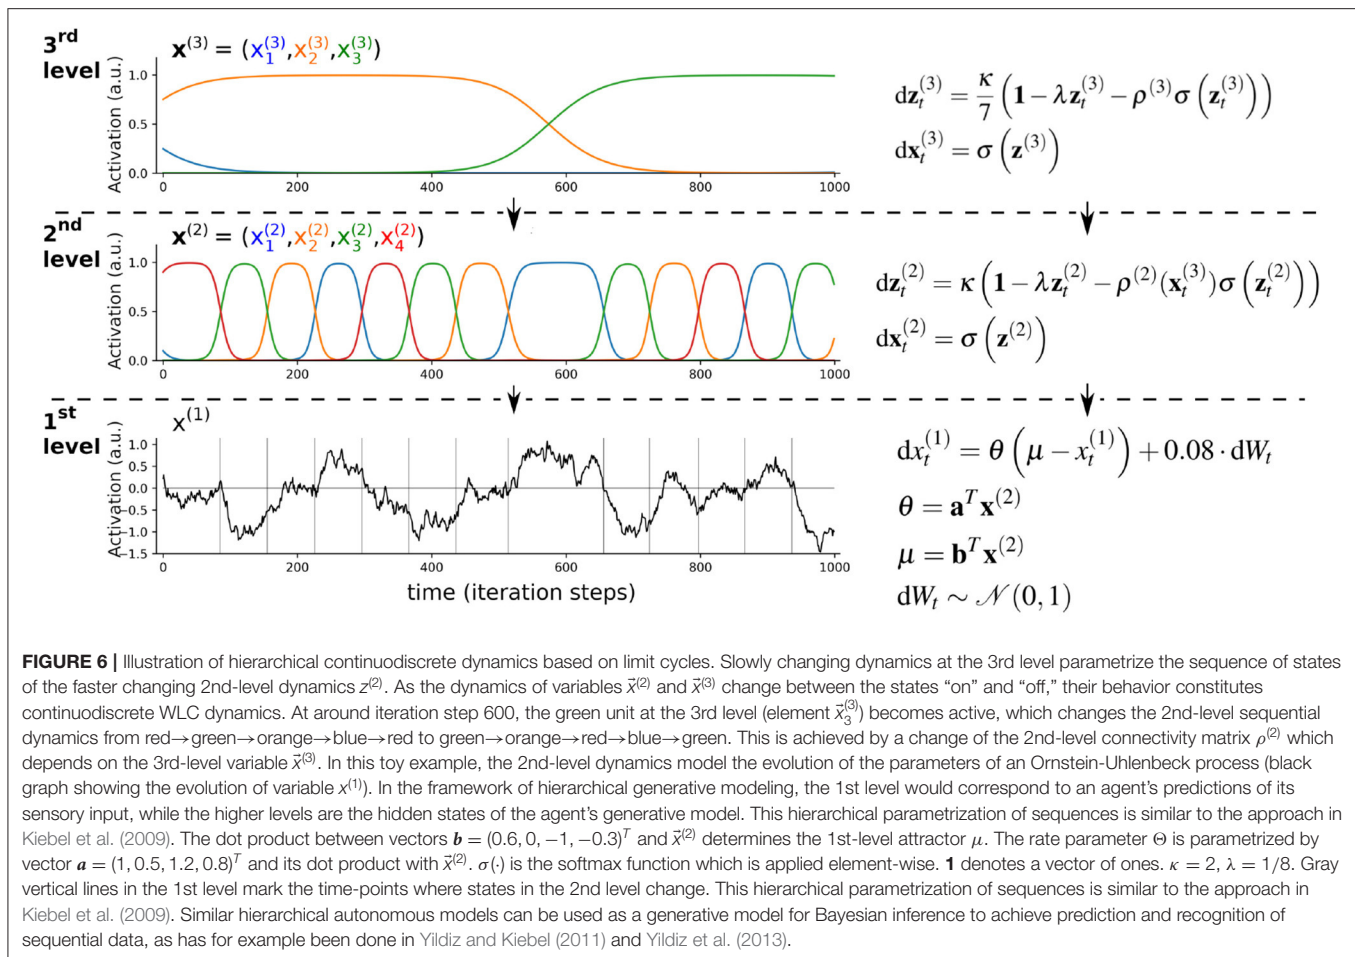 3rd level
x(3) = (x1(3),x2(3),x3(3))
Activation (a.u.)
1.0
0.5
0.0
0 200 400 600 800 1000
dz_t^(3) = κ/7 (1 − λz_t^(3) − ρ^(3)σ(z_t^(3)))
dx_t^(3) = σ(z^(3))
2nd level
x(2) = (x1(2),x2(2),x3(2),x4(2))
Activation (a.u.)
1.0
0.5
0.0
0 200 400 600 800 1000
dz_t^(2) = κ(1 − λz_t^(2) − ρ^(2)(x_t^(3))σ(z_t^(2)))
dx_t^(2) = σ(z^(2))
1st level
x(1)
Activation (a.u.)
1.0
0.5
0.0
−1.0
−1.5
0 200 400 600 800 1000
time (iteration steps)
dx_t^(1) = θ(μ − x_t^(1)) + 0.08 · dW_t
θ = a^T x^(2)
μ = b^T x^(2)
dW_t ∼ 𝒩(0, 1)
FIGURE 6 | Illustration of hierarchical continuodiscrete dynamics based on limit cycles. Slowly changing dynamics at the 3rd level parametrize the sequence of states
of the faster changing 2nd-level dynamics z^(2). As the dynamics of variables x⃗^(2) and x⃗^(3) change between the states “on” and “off,” their behavior constitutes
continuodiscrete WLC dynamics. At around iteration step 600, the green unit at the 3rd level (element x⃗_3^(3)) becomes active, which changes the 2nd-level sequential
dynamics from red→green→orange→blue→red to green→orange→red→blue→green. This is achieved by a change of the 2nd-level connectivity matrix ρ^(2) which
depends on the 3rd-level variable x⃗^(3). In this toy example, the 2nd-level dynamics model the evolution of the parameters of an Ornstein-Uhlenbeck process (black
graph showing the evolution of variable x^(1)). In the framework of hierarchical generative modeling, the 1st level would correspond to an agent’s predictions of its
sensory input, while the higher levels are the hidden states of the agent’s generative model. This hierarchical parametrization of sequences is similar to the approach in
Kiebel et al. (2009). The dot product between vectors b = (0.6, 0, −1, −0.3)^T and x⃗^(2) determines the 1st-level attractor μ. The rate parameter Θ is parametrized by
vector a = (1, 0.5, 1.2, 0.8)^T and its dot product with x⃗^(2). σ(·) is the softmax function which is applied element-wise. 1 denotes a vector of ones. κ = 2, λ = 1/8. Gray
vertical lines in the 1st level mark the time-points where states in the 2nd level change. This hierarchical parametrization of sequences is similar to the approach in
Kiebel et al. (2009). Similar hierarchical autonomous models can be used as a generative model for Bayesian inference to achieve prediction and recognition of
sequential data, as has for example been done in Yildiz and Kiebel (2011) and Yildiz et al. (2013).